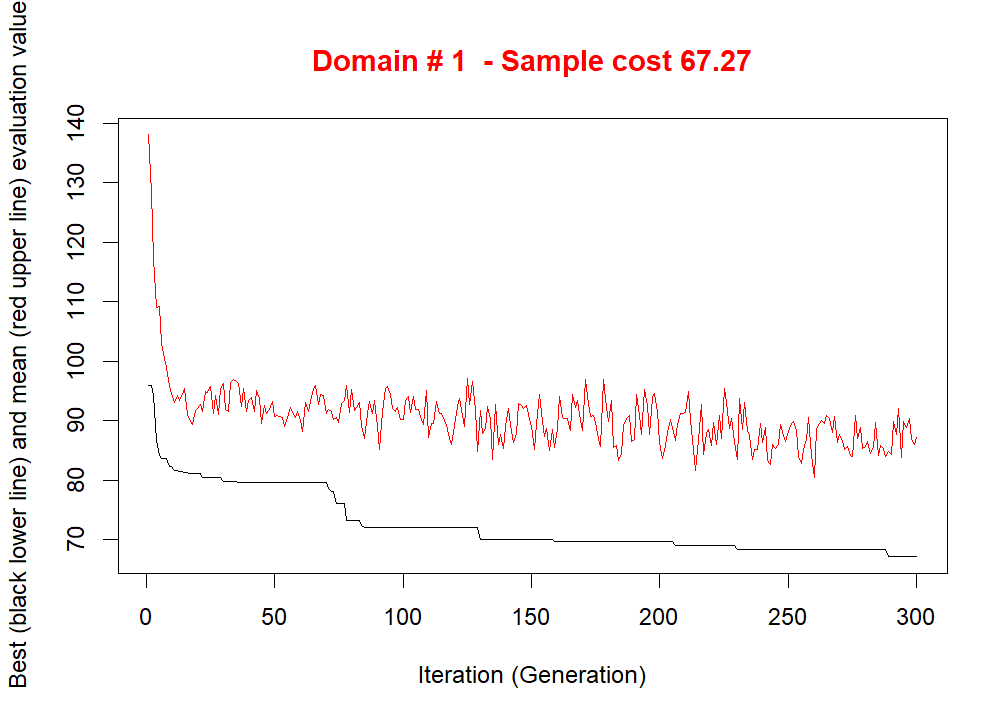 Domain # 1  - Sample cost 67.27
Best (black lower line) and mean (red upper line) evaluation value
140
130
120
110
100
90
80
70
0 50 100 150 200 250 300
Iteration (Generation)